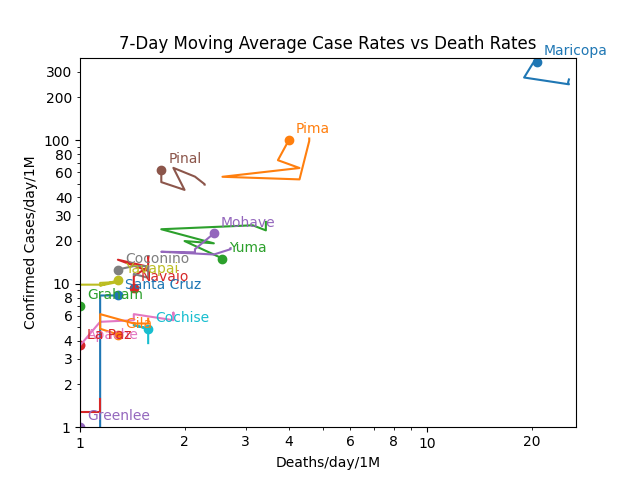 7-Day Moving Average Case Rates vs Death Rates
Maricopa
300
200
Pima
100
80
Pinal
60
40
30
Mohave
20
Yuma
Coconino
Yavapai
Navajo
10
Santa Cruz
8
Graham
6
Cochise
Gila
La Paz
Apache
4
3
2
Greenlee
1
1
2
3
4
6
8
10
20
Confirmed Cases/day/1M
Deaths/day/1M